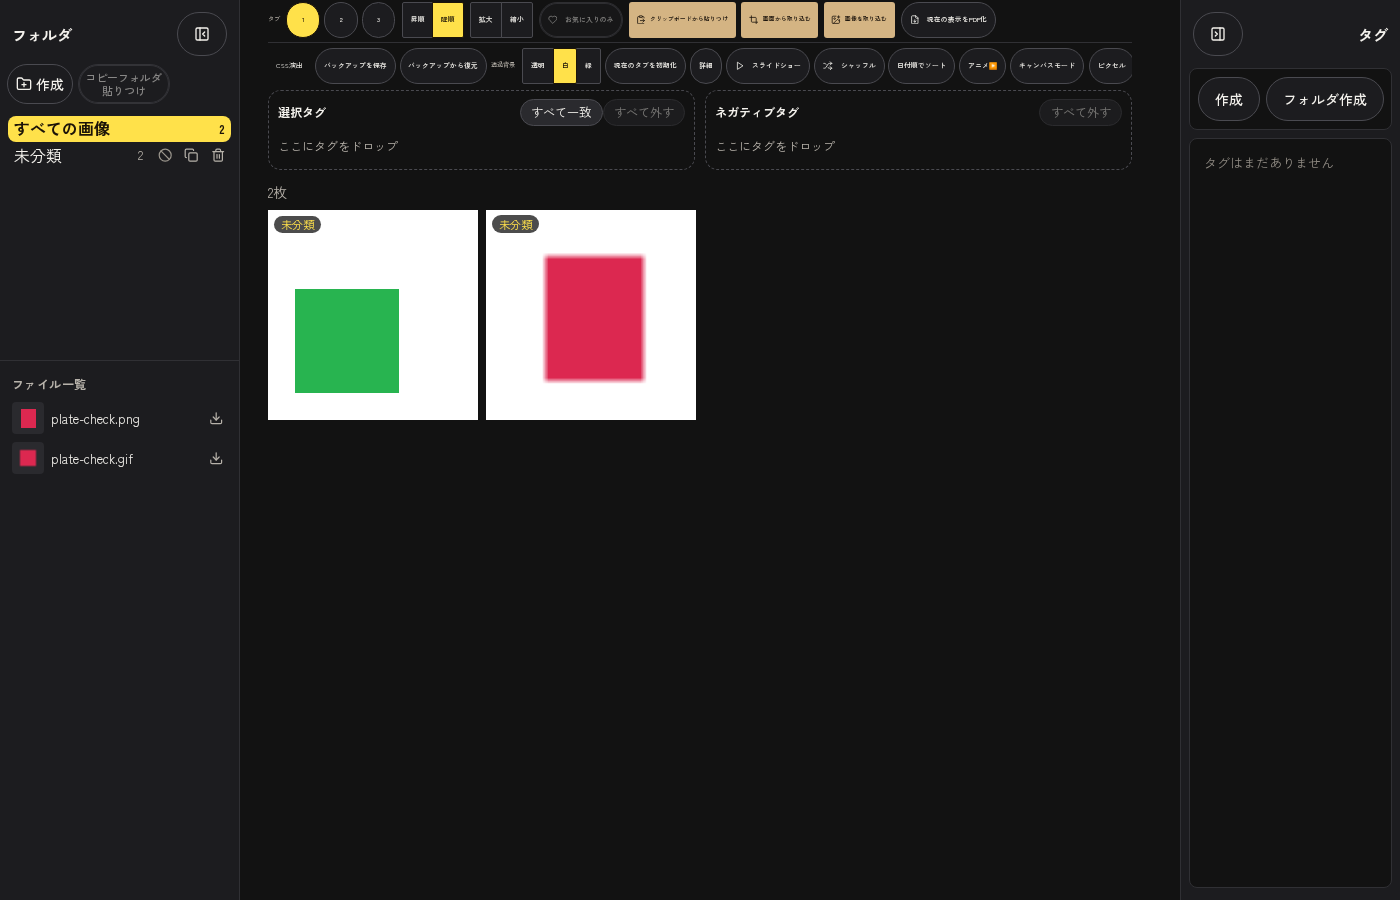 フォルダ
作成
コピーフォルダ
貼りつけ
すべての画像 2
未分類 2
ファイル一覧
plate-check.png
plate-check.gif
タブ 1 2 3 昇順 降順 拡大 縮小 お気に入りのみ クリップボードから貼りつけ 画面から取り込む 画像を取り込む 現在の表示をPDF化
CSS演出 バックアップを保存 バックアップから復元 透過背景 透明 白 緑 現在のタブを初期化 詳細 スライドショー シャッフル 日付順でソート アニメ キャンバスモード ピクセル
選択タグ すべて一致 すべて外す
ここにタグをドロップ
ネガティブタグ すべて外す
ここにタグをドロップ
2枚
未分類
未分類
タグ
作成 フォルダ作成
タグはまだありません